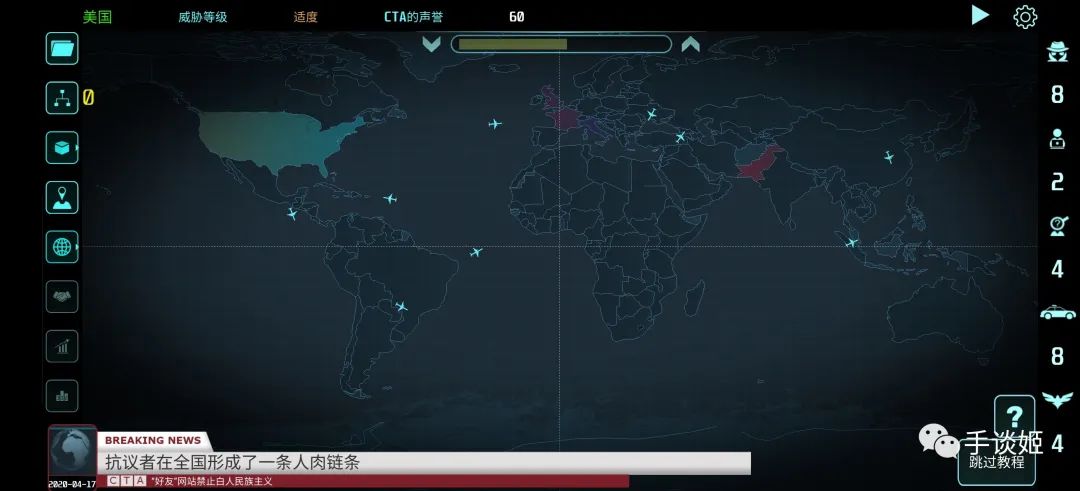 美国 威胁等级 适度 CTA的声誉 60
0
8
2
4
8
4
?
跳过教程
手谈姬
BREAKING NEWS
抗议者在全国形成了一条人肉链条
CTA "好友"网站禁止白人民族主义
2020-04-17